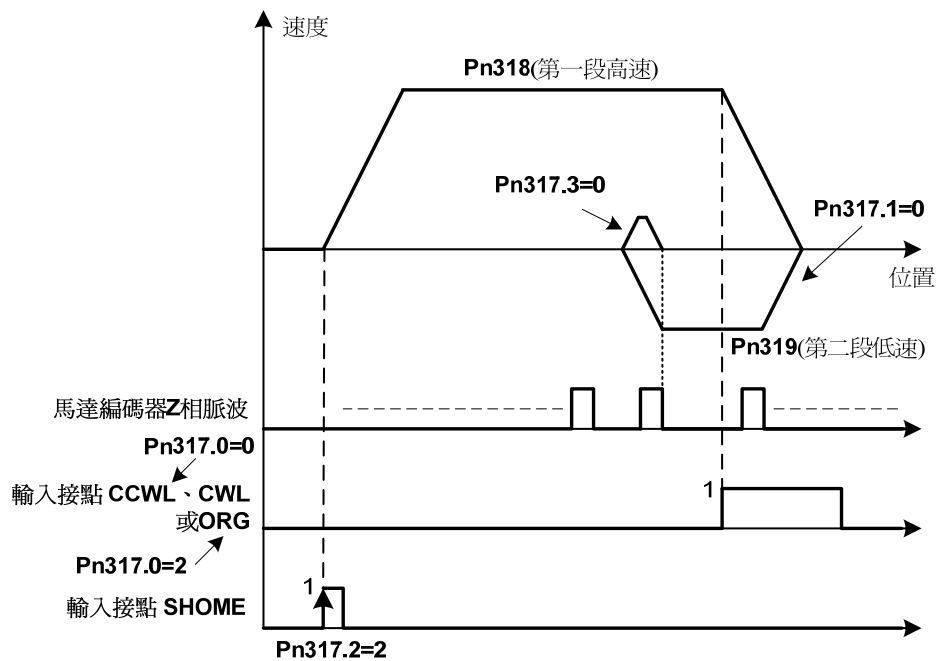 速度
Pn318(第一段高速)
Pn317.3=0
Pn317.1=0
位置
Pn319(第二段低速)
馬達編碼器Z相脈波
Pn317.0=0
輸入接點 CCWL、CWL
1
或ORG
Pn317.0=2
1
輸入接點 SHOME
Pn317.2=2